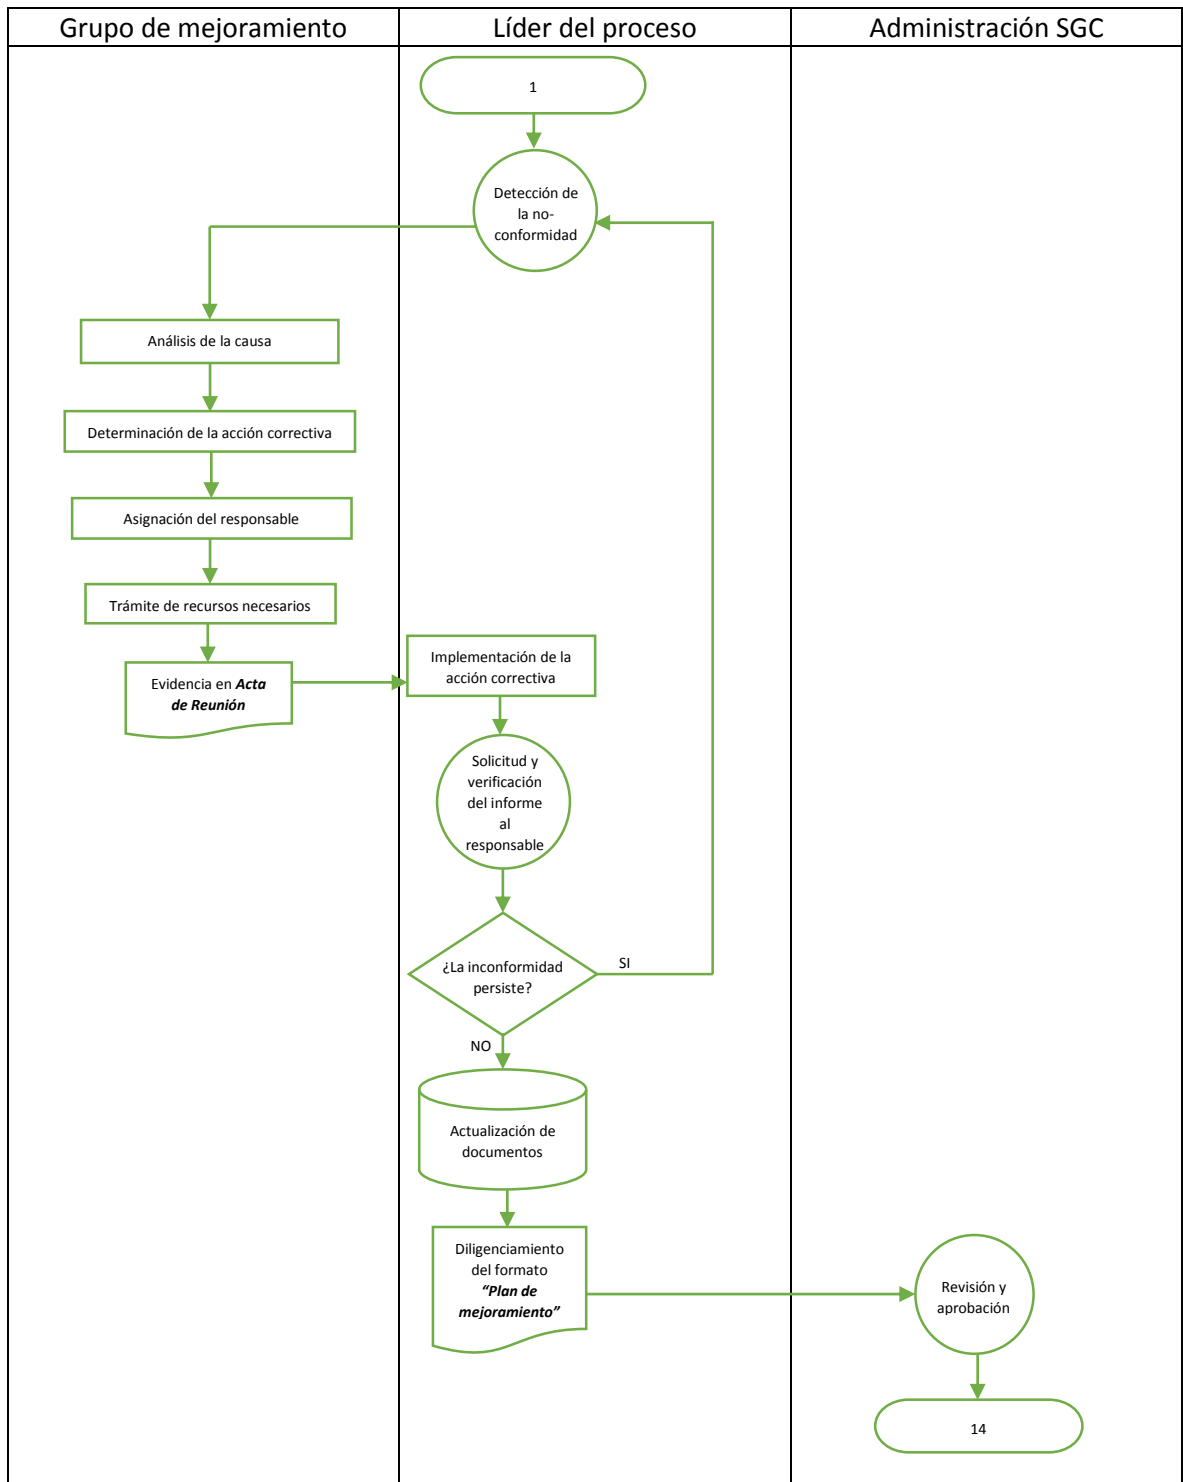 Grupo de mejoramiento
Líder del proceso
Administración SGC
1
Detección de
la no-
conformidad
Análisis de la causa
Determinación de la acción correctiva
Asignación del responsable
Trámite de recursos necesarios
Evidencia en Acta
de Reunión
Implementación de la
acción correctiva
Solicitud y
verificación
del informe
al
responsable
¿La inconformidad
persiste?
SI
NO
Actualización de
documentos
Diligenciamiento
del formato
“Plan de
mejoramiento”
Revisión y
aprobación
14